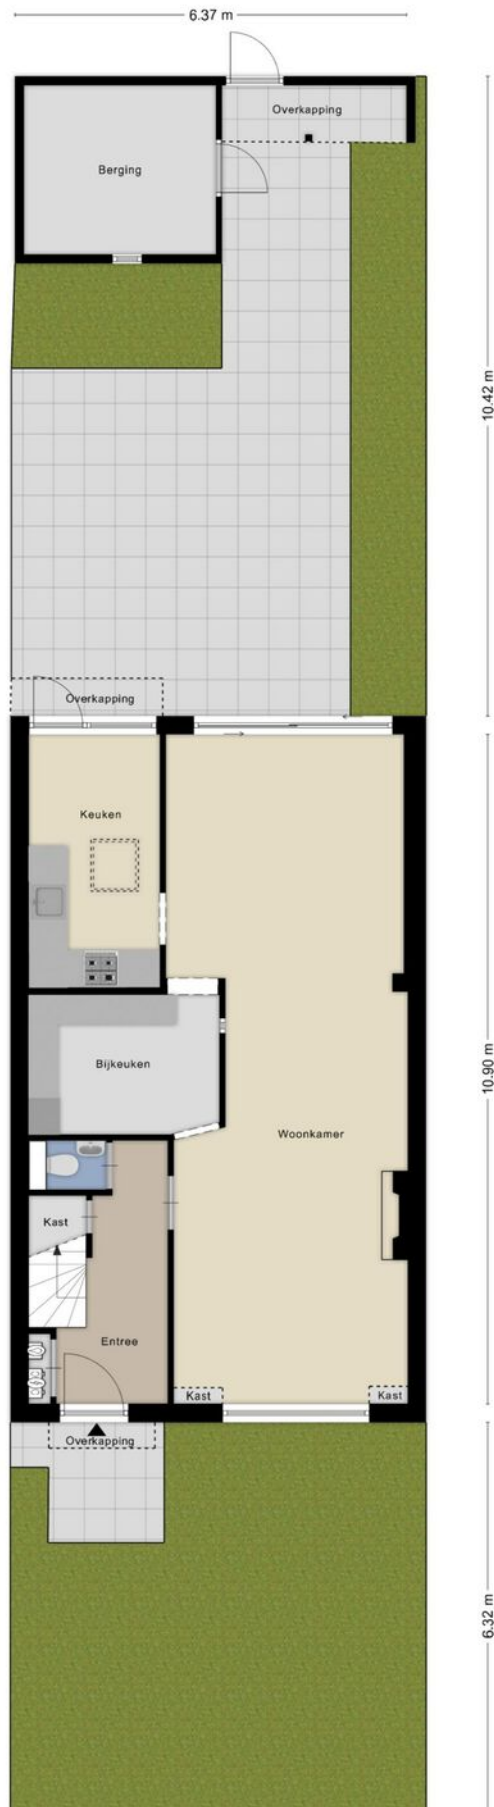 6.37 m
Overkapping
Berging
10.42 m
Overkapping
Keuken
10.90 m
Bijkeuken
Woonkamer
Kast
Entree
Kast
Kast
Overkapping
6.32 m